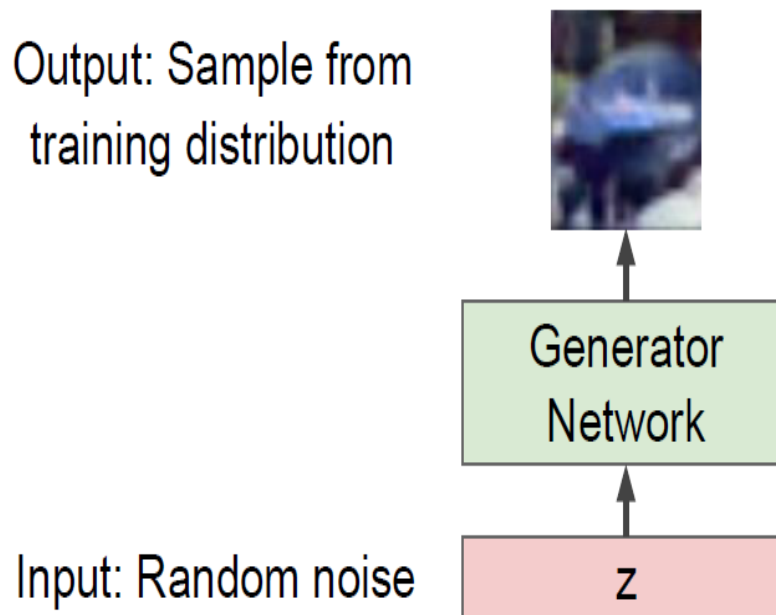 Output: Sample from
training distribution
Generator
Network
Input: Random noise
z